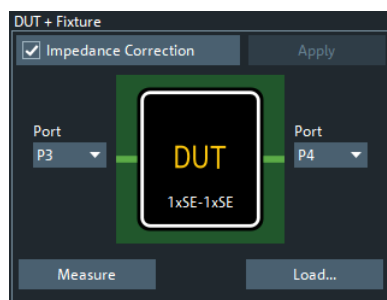 DUT + Fixture
Impedance Correction Apply
Port Port
P3 DUT P4
1xSE-1xSE
Measure Load...